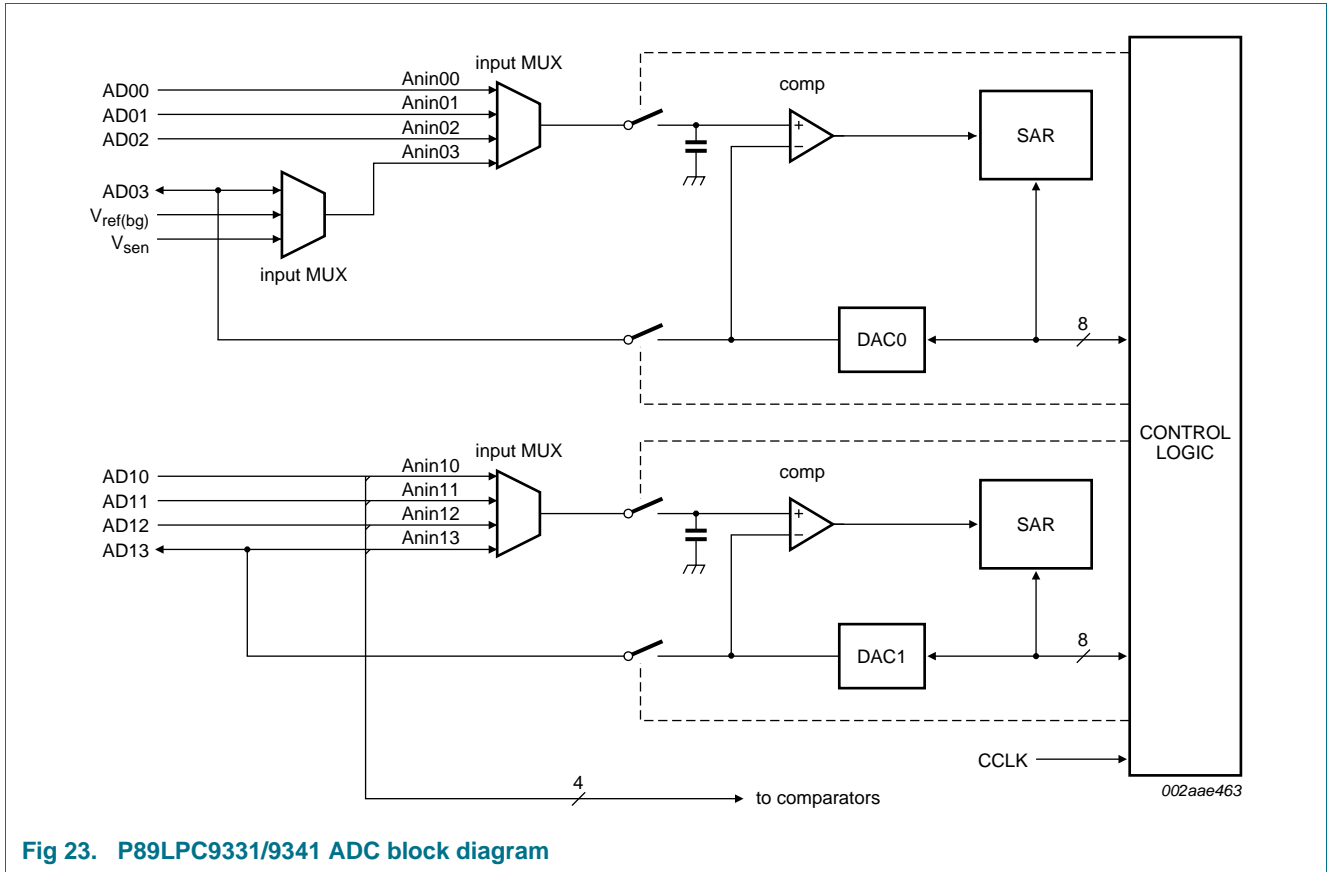 input MUX
comp
AD00
Anin00
AD01
Anin01
AD02
Anin02
Anin03
SAR
AD03
Vref(bg)
Vsen
input MUX
DAC0
8
CONTROL
LOGIC
input MUX
comp
AD10
Anin10
AD11
Anin11
AD12
Anin12
AD13
Anin13
SAR
DAC1
8
CCLK
4
to comparators
002aae463
Fig 23. P89LPC9331/9341 ADC block diagram